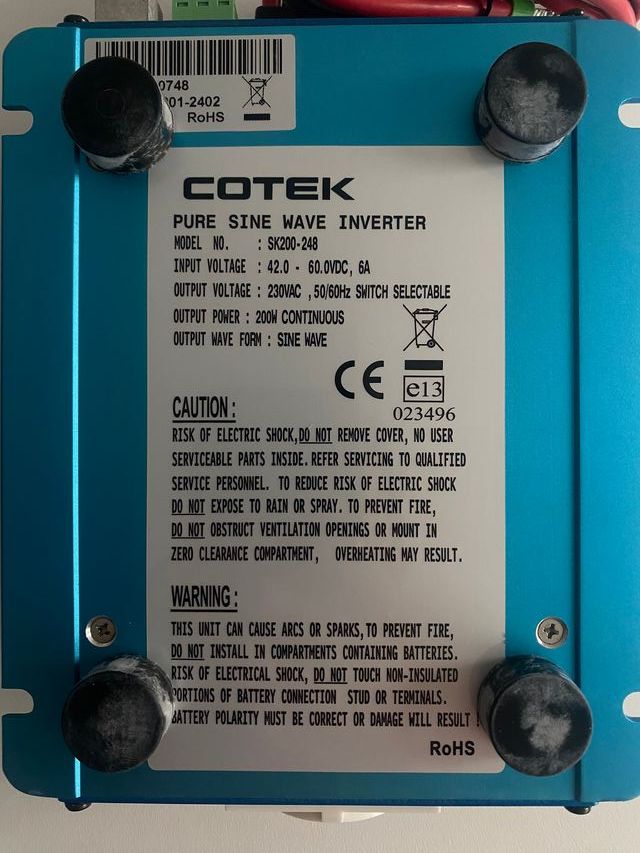 0748
01-2402
RoHS
COTEK
PURE SINE WAVE INVERTER
MODEL NO. : SK200-248
INPUT VOLTAGE : 42.0 - 60.0VDC, 6A
OUTPUT VOLTAGE : 230VAC ,50/60Hz SWITCH SELECTABLE
OUTPUT POWER : 200W CONTINUOUS
OUTPUT WAVE FORM : SINE WAVE
CE e13
023496
CAUTION :
RISK OF ELECTRIC SHOCK,DO NOT REMOVE COVER, NO USER
SERVICEABLE PARTS INSIDE. REFER SERVICING TO QUALIFIED
SERVICE PERSONNEL. TO REDUCE RISK OF ELECTRIC SHOCK
DO NOT EXPOSE TO RAIN OR SPRAY. TO PREVENT FIRE,
DO NOT OBSTRUCT VENTILATION OPENINGS OR MOUNT IN
ZERO CLEARANCE COMPARTMENT, OVERHEATING MAY RESULT.
WARNING :
THIS UNIT CAN CAUSE ARCS OR SPARKS,TO PREVENT FIRE,
DO NOT INSTALL IN COMPARTMENTS CONTAINING BATTERIES.
RISK OF ELECTRICAL SHOCK, DO NOT TOUCH NON-INSULATED
PORTIONS OF BATTERY CONNECTION STUD OR TERMINALS.
BATTERY POLARITY MUST BE CORRECT OR DAMAGE WILL RESULT !
RoHS